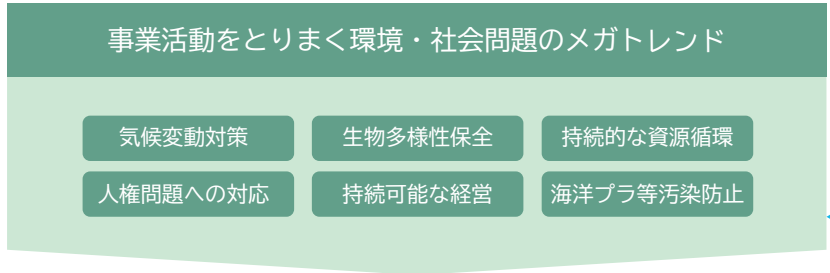 事業活動をとりまく環境・社会問題のメガトレンド
気候変動対策
生物多様性保全
持続的な資源循環
人権問題への対応
持続可能な経営
海洋プラ等汚染防止